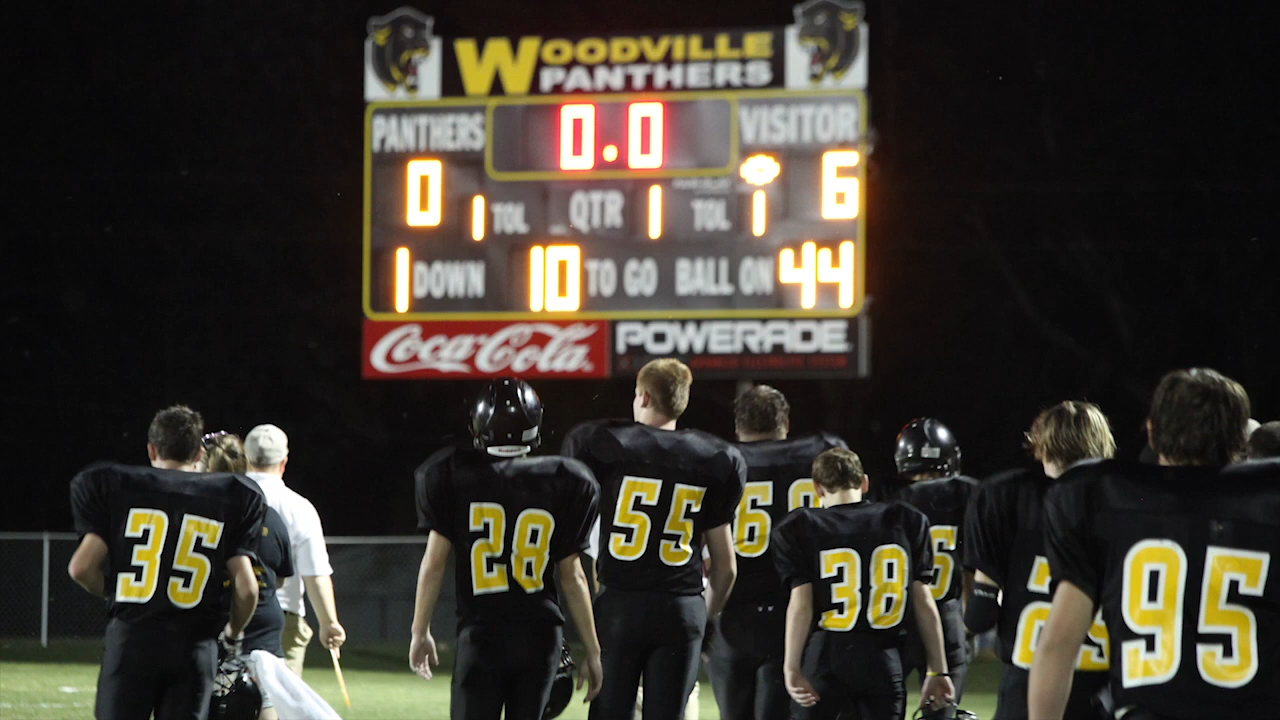 WOODVILLE
PANTHERS
PANTHERS 0.0 VISITOR
0 1 TOL QTR 1 TOL 1 6
1 DOWN 10 TO GO BALL ON 44
Coca-Cola POWERADE
35 28 55 38 95